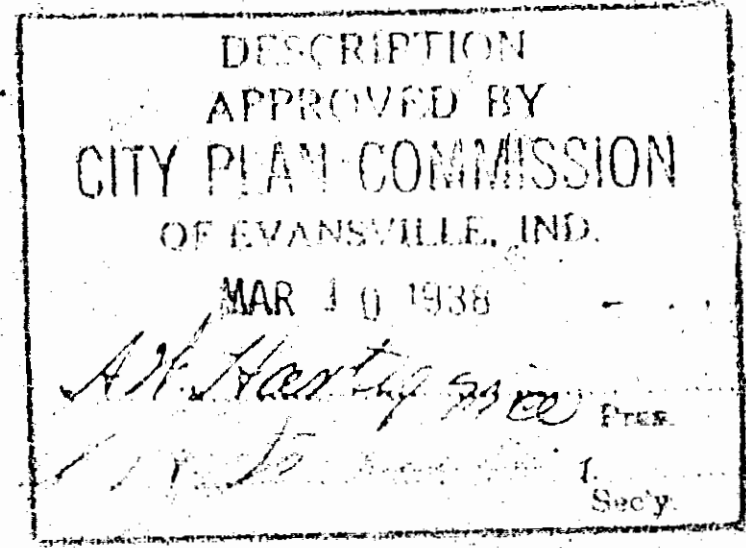 DESCRIPTION
APPROVED BY
CITY PLAN COMMISSION
OF EVANSVILLE, IND.
MAR 10 1938
A.H. Pres.
Sec'y.